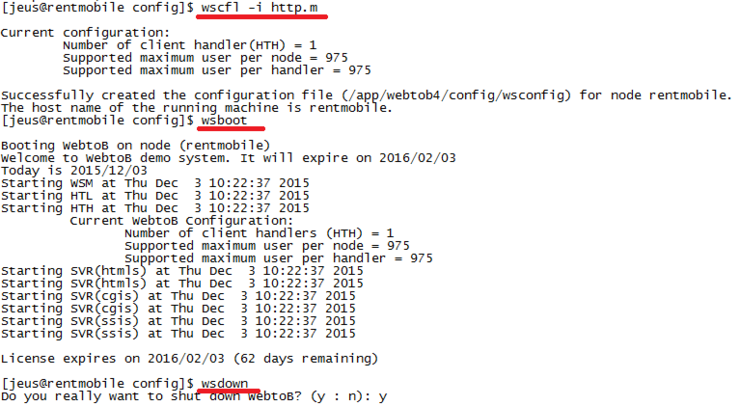 [jeus@rentmobile config]$ wscfl -i http.m
Current configuration:
Number of client handler(HTH) = 1
Supported maximum user per node = 975
Supported maximum user per handler = 975
Successfully created the configuration file (/app/webtob4/config/wsconfig) for node rentmobile.
The host name of the running machine is rentmobile.
[jeus@rentmobile config]$ wsboot
Booting WebtoB on node (rentmobile)
Welcome to WebtoB demo system. It will expire on 2016/02/03
Today is 2015/12/03
Starting WSM at Thu Dec  3 10:22:37 2015
Starting HTL at Thu Dec  3 10:22:37 2015
Starting HTH at Thu Dec  3 10:22:37 2015
Current WebtoB Configuration:
Number of client handlers (HTH) = 1
Supported maximum user per node = 975
Supported maximum user per handler = 975
Starting SVR(htmls) at Thu Dec  3 10:22:37 2015
Starting SVR(htmls) at Thu Dec  3 10:22:37 2015
Starting SVR(cgis) at Thu Dec  3 10:22:37 2015
Starting SVR(cgis) at Thu Dec  3 10:22:37 2015
Starting SVR(ssis) at Thu Dec  3 10:22:37 2015
Starting SVR(ssis) at Thu Dec  3 10:22:37 2015
License expires on 2016/02/03 (62 days remaining)
[jeus@rentmobile config]$ wsdown
Do you really want to shut down WebtoB? (y : n): y